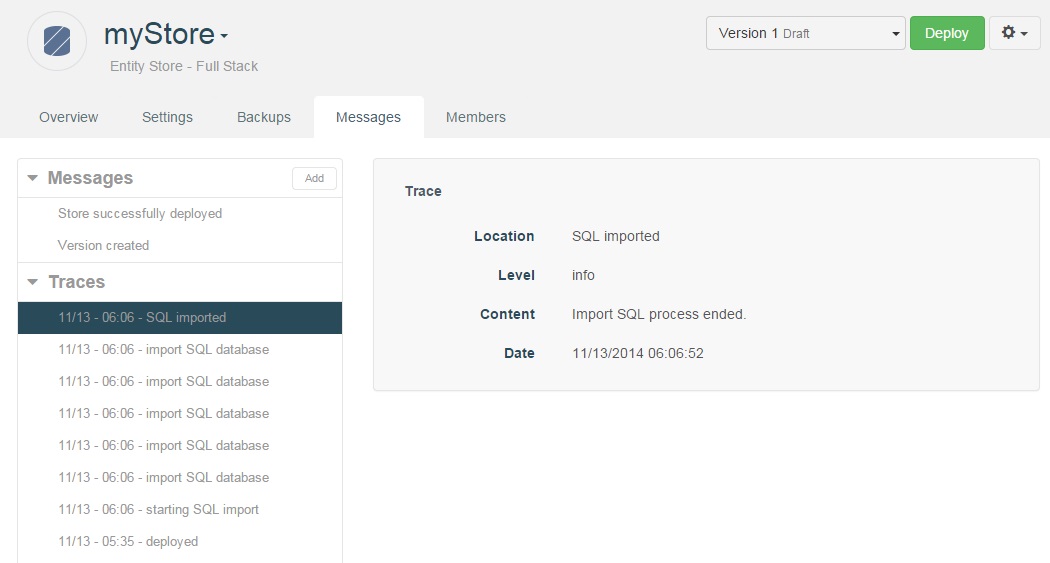 myStore
Version 1 Draft
Deploy
Entity Store - Full Stack
Overview Settings Backups Messages Members
Messages
Add
Store successfully deployed
Version created
Traces
11/13 - 06:06 - SQL imported
11/13 - 06:06 - import SQL database
11/13 - 06:06 - import SQL database
11/13 - 06:06 - import SQL database
11/13 - 06:06 - import SQL database
11/13 - 06:06 - import SQL database
11/13 - 06:06 - starting SQL import
11/13 - 05:35 - deployed
Trace
Location SQL imported
Level info
Content Import SQL process ended.
Date 11/13/2014 06:06:52